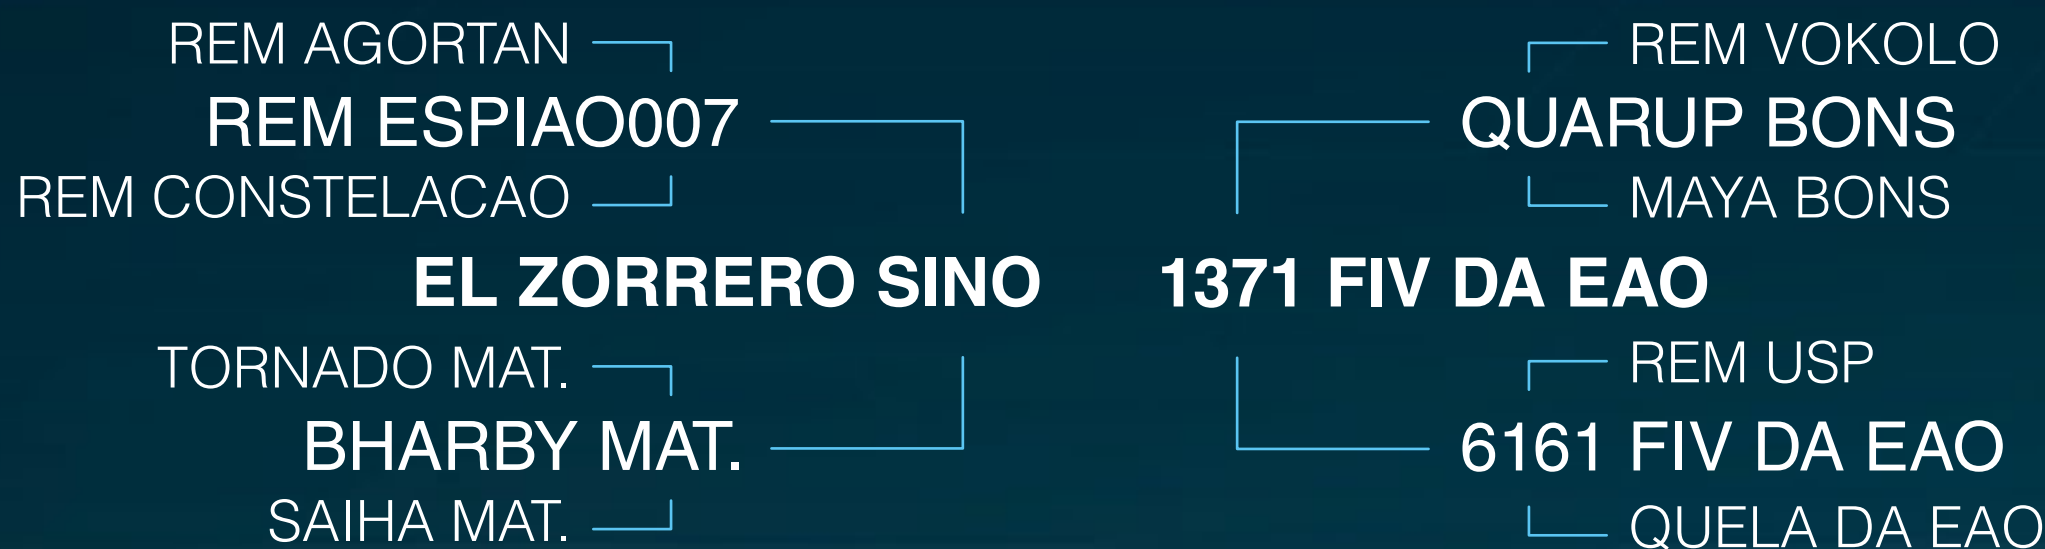 REM AGORTAN
REM ESPIAO007
REM CONSTELACAO
EL ZORRERO SINO
TORNADO MAT.
BHARBY MAT.
SAIHA MAT.
REM VOKOLO
QUARUP BONS
MAYA BONS
1371 FIV DA EAO
REM USP
6161 FIV DA EAO
QUELA DA EAO